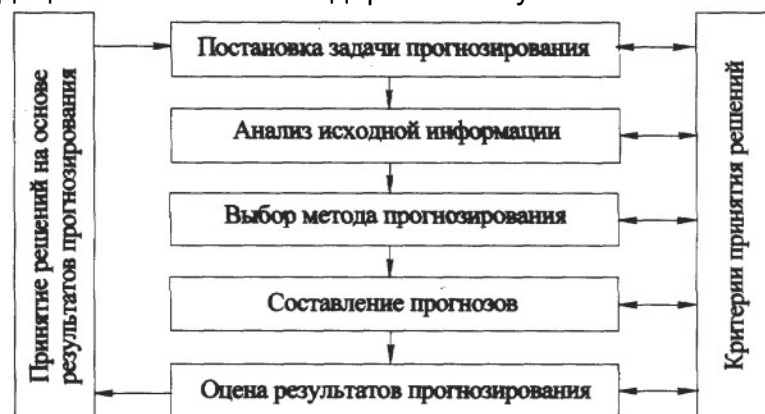 Принятие решений на основе
результатов прогнозирования
Постановка задачи прогнозирования
Анализ исходной информации
Выбор метода прогнозирования
Составление прогнозов
Оцена результатов прогнозирования
Критерии принятия решений